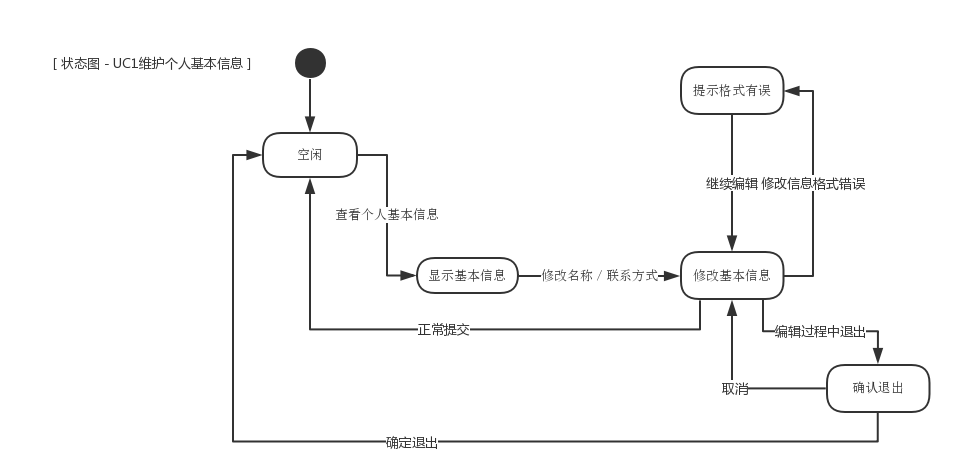 [ 状态图 - UC1维护个人基本信息 ]
提示格式有误
空闲
继续编辑
修改信息格式错误
查看个人基本信息
显示基本信息
修改名称 / 联系方式
修改基本信息
正常提交
编辑过程中退出
取消
确认退出
确定退出